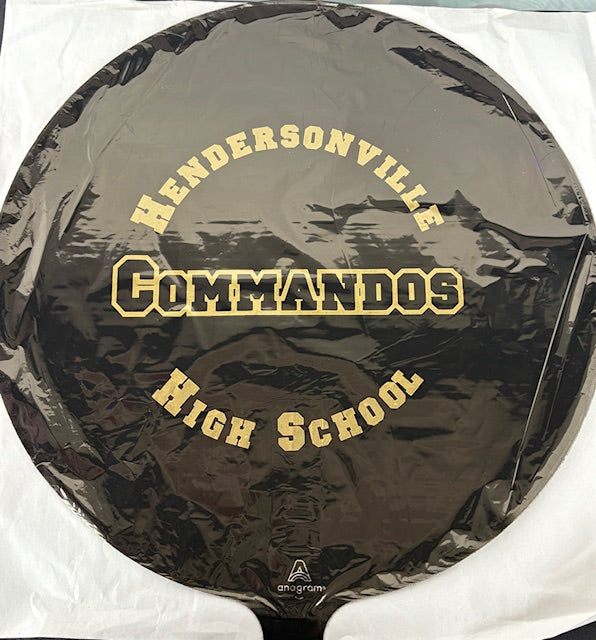 HENDERSONVILLE
COMMANDOS
HIGH SCHOOL
anagram